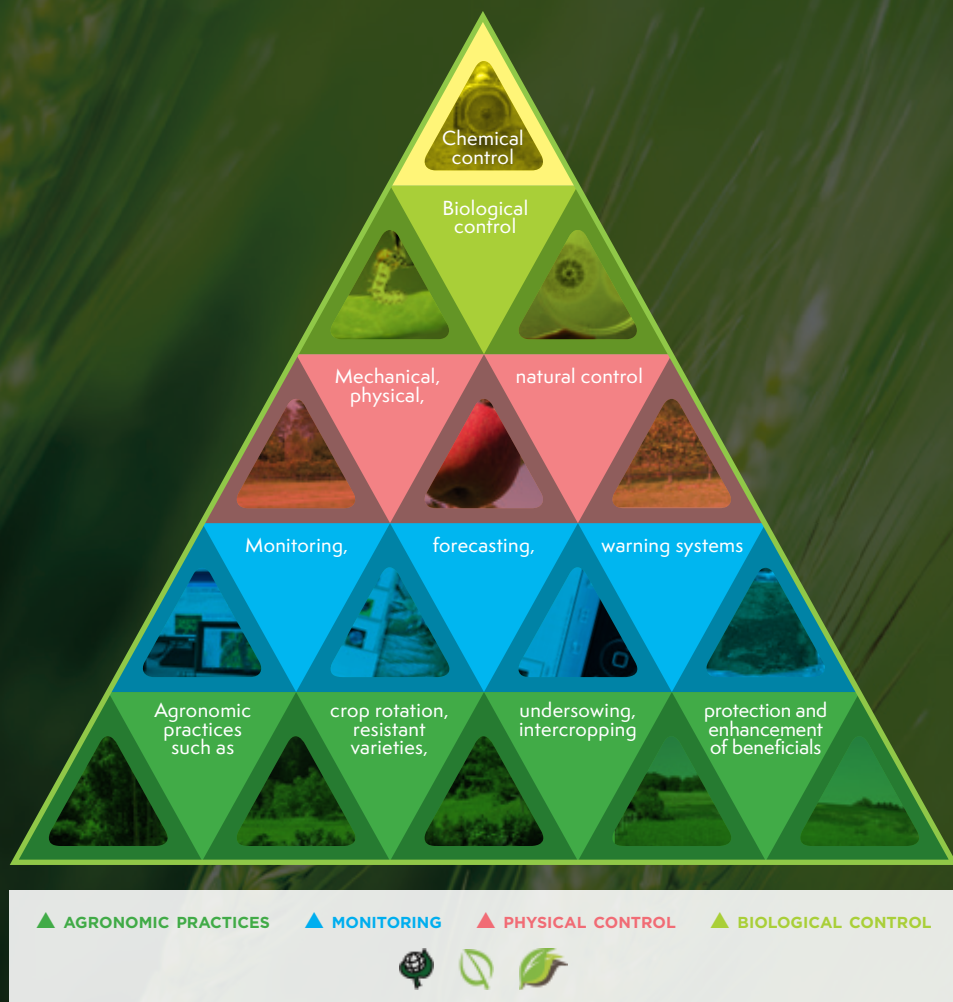 Chemical
control
Biological
control
Mechanical,
physical,
natural control
Monitoring,
forecasting,
warning systems
Agronomic
practices
such as
crop rotation,
resistant
varieties,
undersowing,
intercropping
protection and
enhancement
of beneficials
AGRONOMIC PRACTICES
MONITORING
PHYSICAL CONTROL
BIOLOGICAL CONTROL